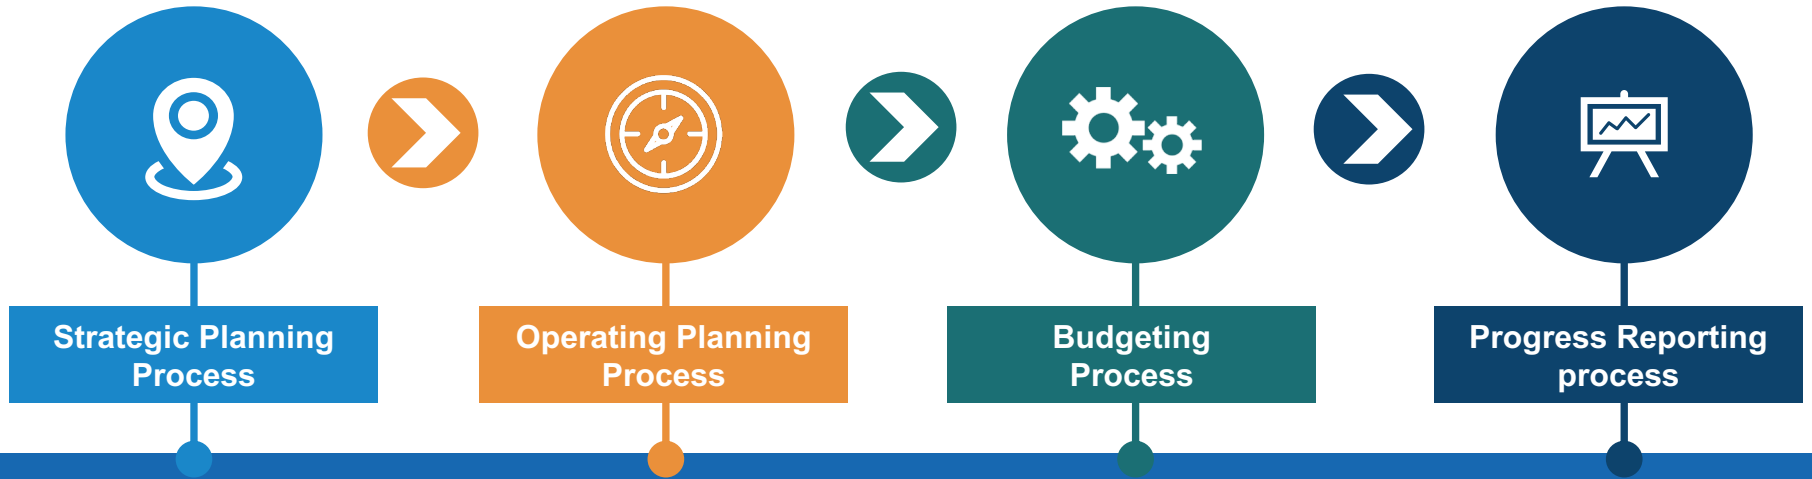 Strategic Planning
Process
Operating Planning
Process
Budgeting
Process
Progress Reporting
process